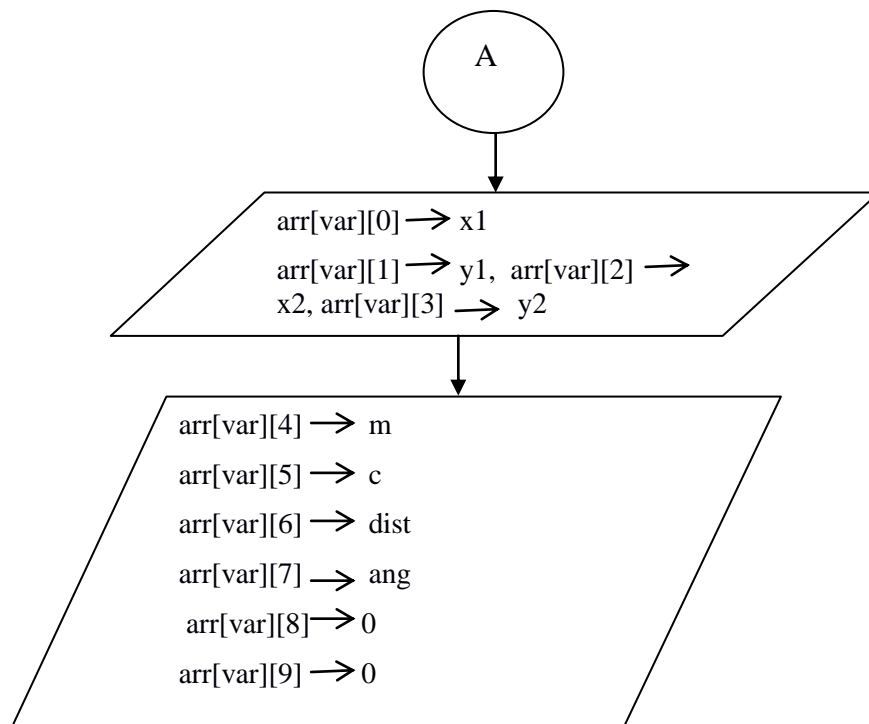 A
arr[var][0] → x1
arr[var][1] → y1, arr[var][2] →
x2, arr[var][3] → y2
arr[var][4] → m
arr[var][5] → c
arr[var][6] → dist
arr[var][7] → ang
arr[var][8] → 0
arr[var][9] → 0